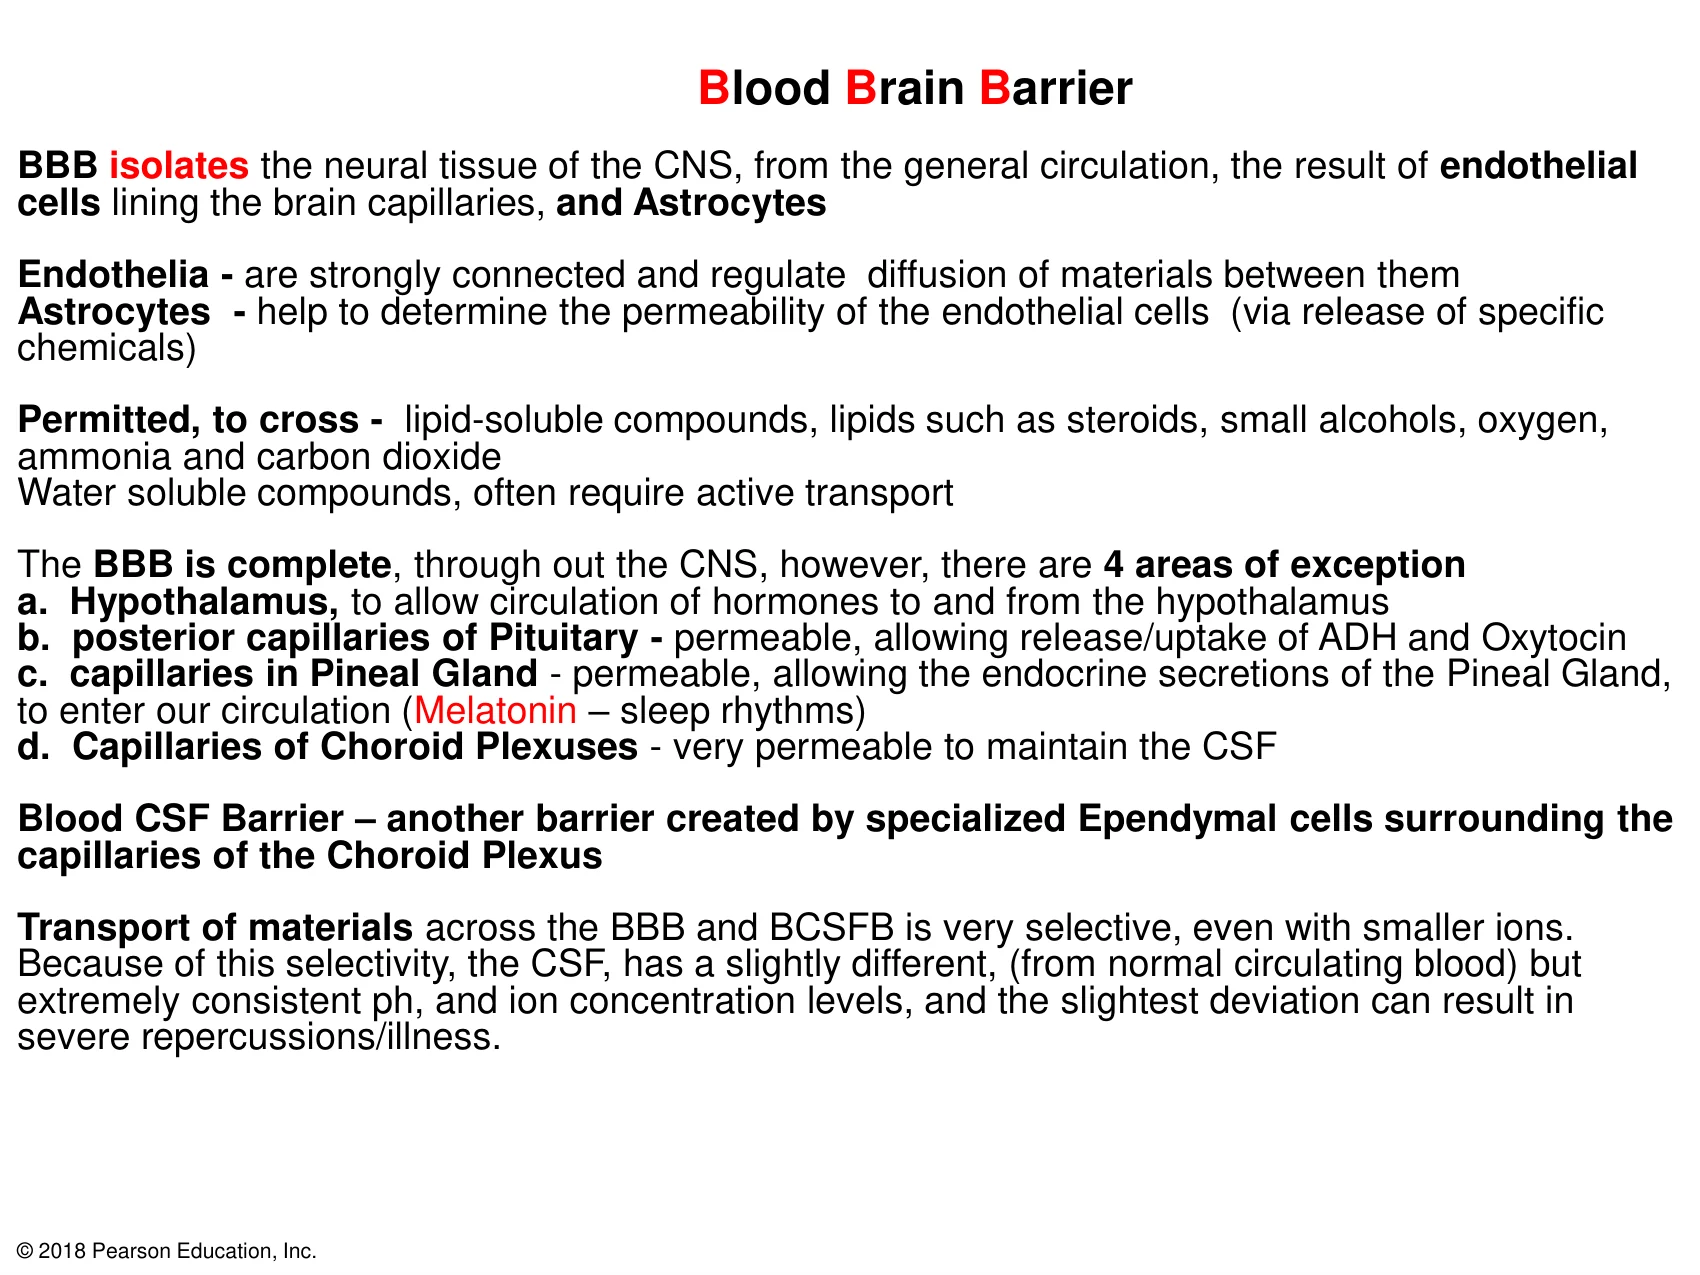 Blood Brain Barrier
BBB isolates the neural tissue of the CNS, from the general circulation, the result of endothelial
cells lining the brain capillaries, and Astrocytes
Endothelia - are strongly connected and regulate  diffusion of materials between them
Astrocytes  - help to determine the permeability of the endothelial cells  (via release of specific
chemicals)
Permitted, to cross -  lipid-soluble compounds, lipids such as steroids, small alcohols, oxygen,
ammonia and carbon dioxide
Water soluble compounds, often require active transport
The BBB is complete, through out the CNS, however, there are 4 areas of exception
a.  Hypothalamus, to allow circulation of hormones to and from the hypothalamus
b.  posterior capillaries of Pituitary - permeable, allowing release/uptake of ADH and Oxytocin
c.  capillaries in Pineal Gland - permeable, allowing the endocrine secretions of the Pineal Gland,
to enter our circulation (Melatonin – sleep rhythms)
d.  Capillaries of Choroid Plexuses - very permeable to maintain the CSF
Blood CSF Barrier – another barrier created by specialized Ependymal cells surrounding the
capillaries of the Choroid Plexus
Transport of materials across the BBB and BCSFB is very selective, even with smaller ions.
Because of this selectivity, the CSF, has a slightly different, (from normal circulating blood) but
extremely consistent ph, and ion concentration levels, and the slightest deviation can result in
severe repercussions/illness.
© 2018 Pearson Education, Inc.